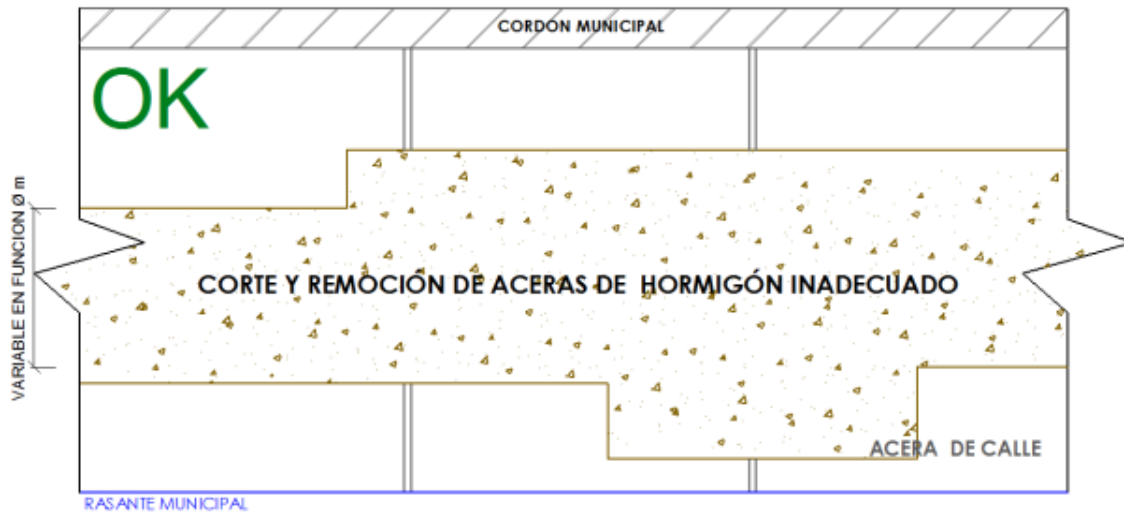 CORDON MUNICIPAL
OK
VARIABLE EN FUNCION Ø m
CORTE Y REMOCIÓN DE ACERAS DE HORMIGÓN INADECUADO
ACERA DE CALLE
RASANTE MUNICIPAL